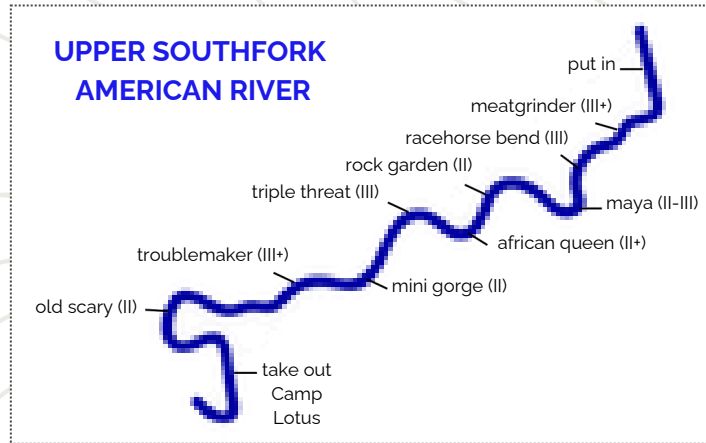 UPPER SOUTHFORK
AMERICAN RIVER
put in
meatgrinder (III+)
racehorse bend (III)
rock garden (II)
triple threat (III)
maya (II-III)
african queen (II+)
troublemaker (III+)
mini gorge (II)
old scary (II)
take out
Camp
Lotus